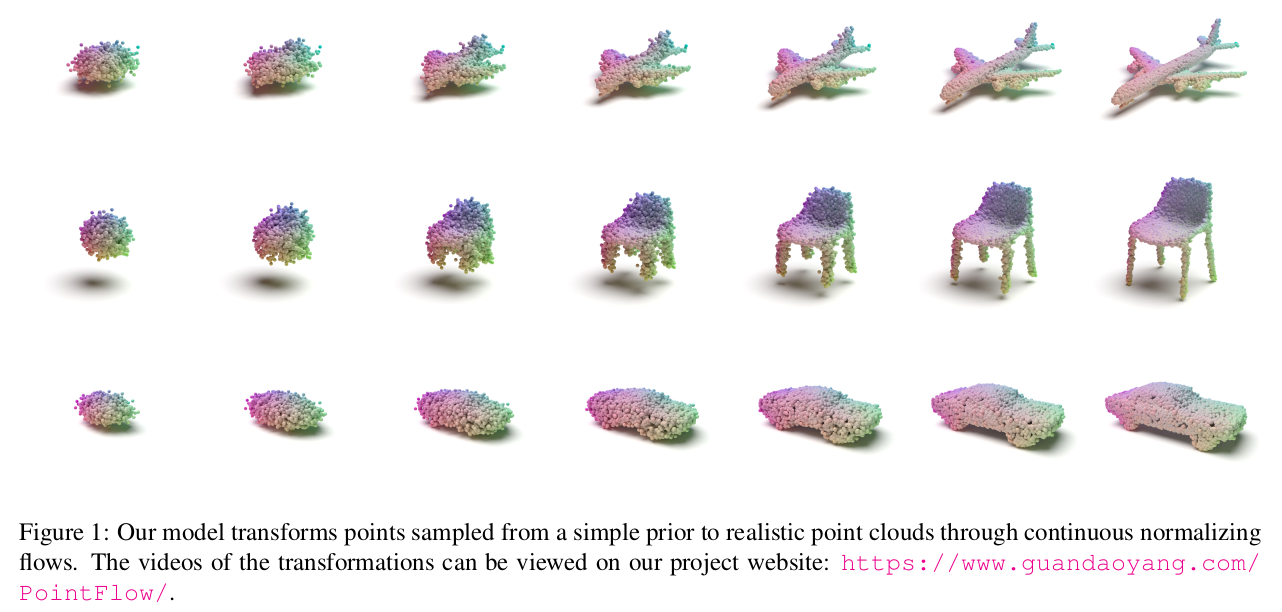 Figure 1: Our model transforms points sampled from a simple prior to realistic point clouds through continuous normalizing
flows. The videos of the transformations can be viewed on our project website: https://www.guandaoyang.com/
PointFlow/.